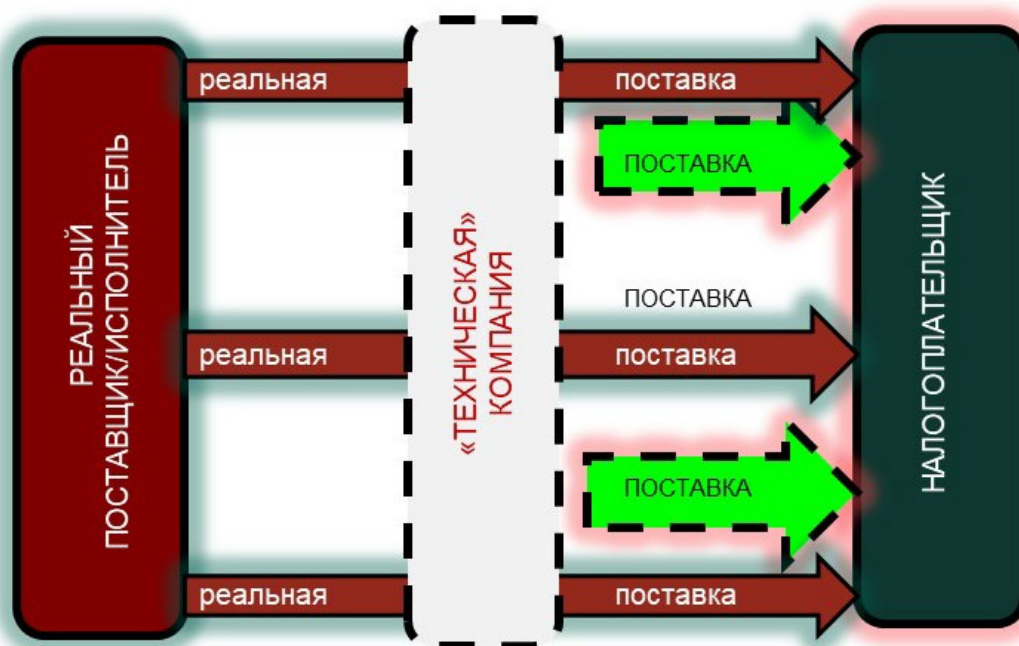 РЕАЛЬНЫЙ
ПОСТАВЩИК/ИСПОЛНИТЕЛЬ
реальная
реальная
реальная
«ТЕХНИЧЕСКАЯ»
КОМПАНИЯ
поставка
ПОСТАВКА
ПОСТАВКА
поставка
ПОСТАВКА
поставка
НАЛОГОПЛАТЕЛЬЩИК